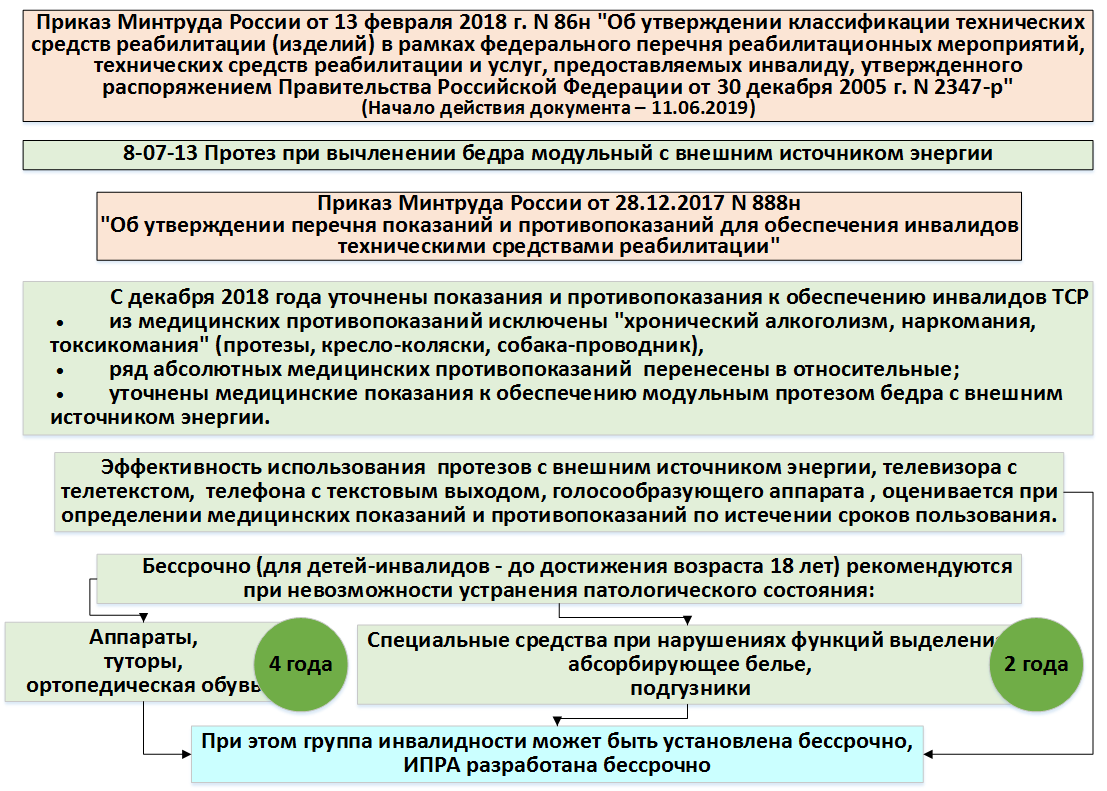 Приказ Минтруда России от 13 февраля 2018 г. N 86н "Об утверждении классификации технических
средств реабилитации (изделий) в рамках федерального перечня реабилитационных мероприятий,
технических средств реабилитации и услуг, предоставляемых инвалиду, утвержденного
распоряжением Правительства Российской Федерации от 30 декабря 2005 г. N 2347-р"
(Начало действия документа – 11.06.2019)
8-07-13 Протез при вычленении бедра модульный с внешним источником энергии
Приказ Минтруда России от 28.12.2017 N 888н
"Об утверждении перечня показаний и противопоказаний для обеспечения инвалидов
техническими средствами реабилитации"
С декабря 2018 года уточнены показания и противопоказания к обеспечению инвалидов ТСР
• из медицинских противопоказаний исключены "хронический алкоголизм, наркомания,
токсикомания" (протезы, кресло-коляски, собака-проводник),
• ряд абсолютных медицинских противопоказаний перенесены в относительные;
• уточнены медицинские показания к обеспечению модульным протезом бедра с внешним
источником энергии.
Эффективность использования протезов с внешним источником энергии, телевизора с
телетекстом, телефона с текстовым выходом, голосообразующего аппарата , оценивается при
определении медицинских показаний и противопоказаний по истечении сроков пользования.
Бессрочно (для детей-инвалидов - до достижения возраста 18 лет) рекомендуются
при невозможности устранения патологического состояния:
Аппараты,
туторы,
ортопедическая обувь
4 года
Специальные средства при нарушениях функций выделени
абсорбирующее белье,
подгузники
2 года
При этом группа инвалидности может быть установлена бессрочно,
ИПРА разработана бессрочно